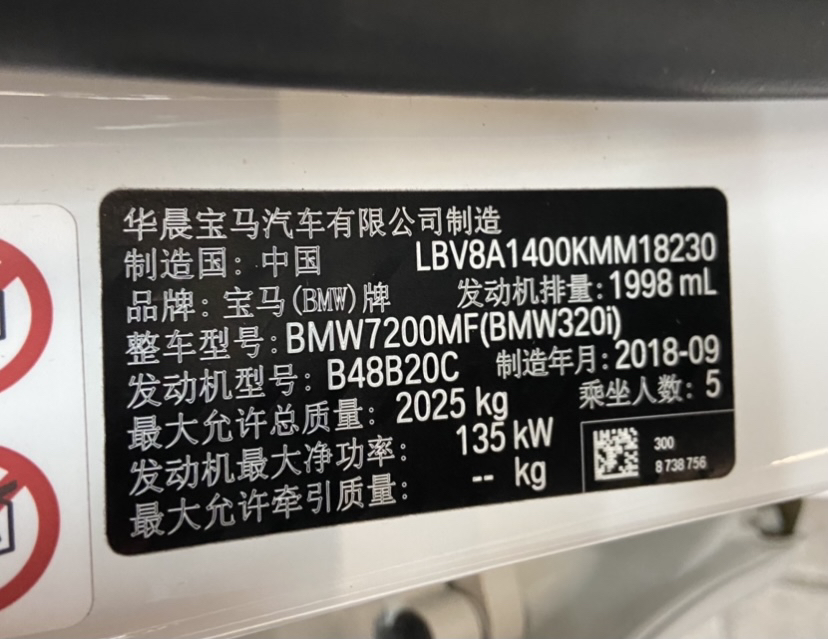 华晨宝马汽车有限公司制造
制造国：中国 LBV8A1400KMM18230
品牌：宝马(BMW)牌 发动机排量：1998 mL
整车型号：BMW7200MF(BMW320i)
发动机型号：B48B20C 制造年月：2018-09
最大允许总质量：2025 kg 乘坐人数：5
发动机最大净功率：135 kW
最大允许牵引质量：-- kg
300
8 738 756